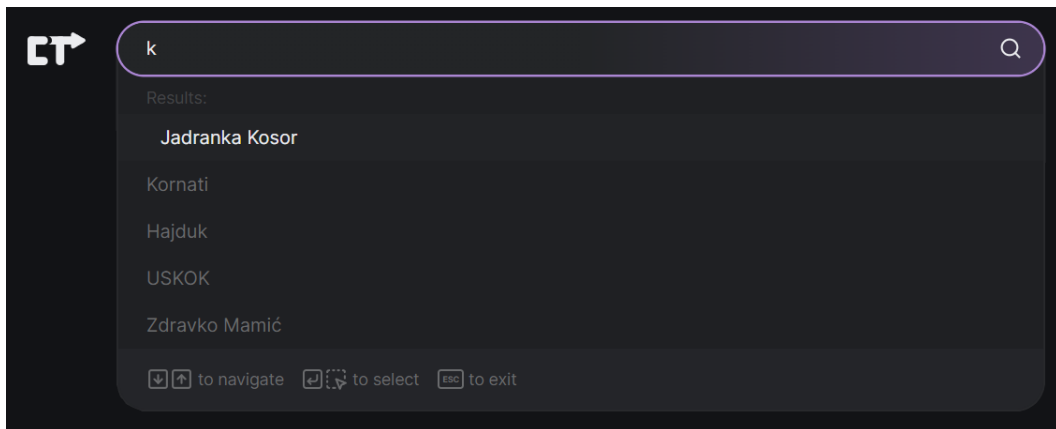 CT
k
Results:
Jadranka Kosor
Kornati
Hajduk
USKOK
Zdravko Mamić
to navigate to select ESC to exit